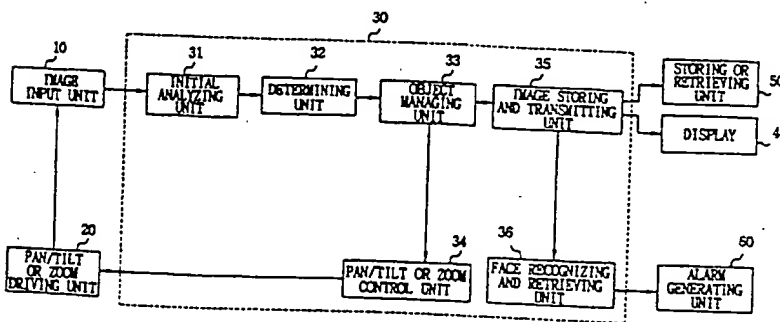 30
10
IMAGE
INPUT UNIT
31
INITIAL
ANALYZING
UNIT
32
DETERMINING
UNIT
33
OBJECT
MANAGING
UNIT
35
IMAGE STORING
AND TRANSMITTING
UNIT
STORING OR
RETRIEVING
UNIT
50
DISPLAY
4
20
PAN/TILT OR
ZOOM
DRIVING UNIT
34
PAN/TILT OR ZOOM
CONTROL UNIT
36
FACE RECOGNIZING
AND RETRIEVING
UNIT
60
ALARM
GENERATING
UNIT